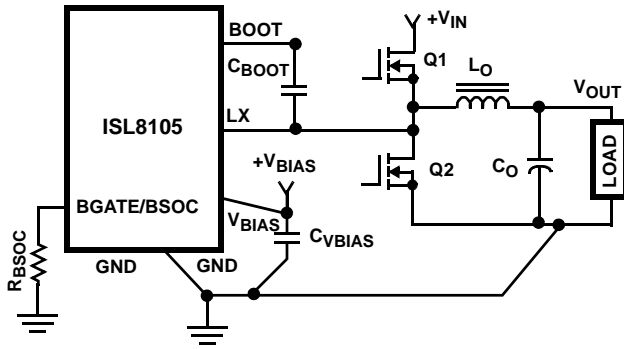 BOOT
+VIN
CBOOT
Q1
LO
VOUT
ISL8105
LX
+VBIAS
Q2
CO
LOAD
BGATE/BSOC
VBIAS
CVBIAS
RBSOC
GND
GND